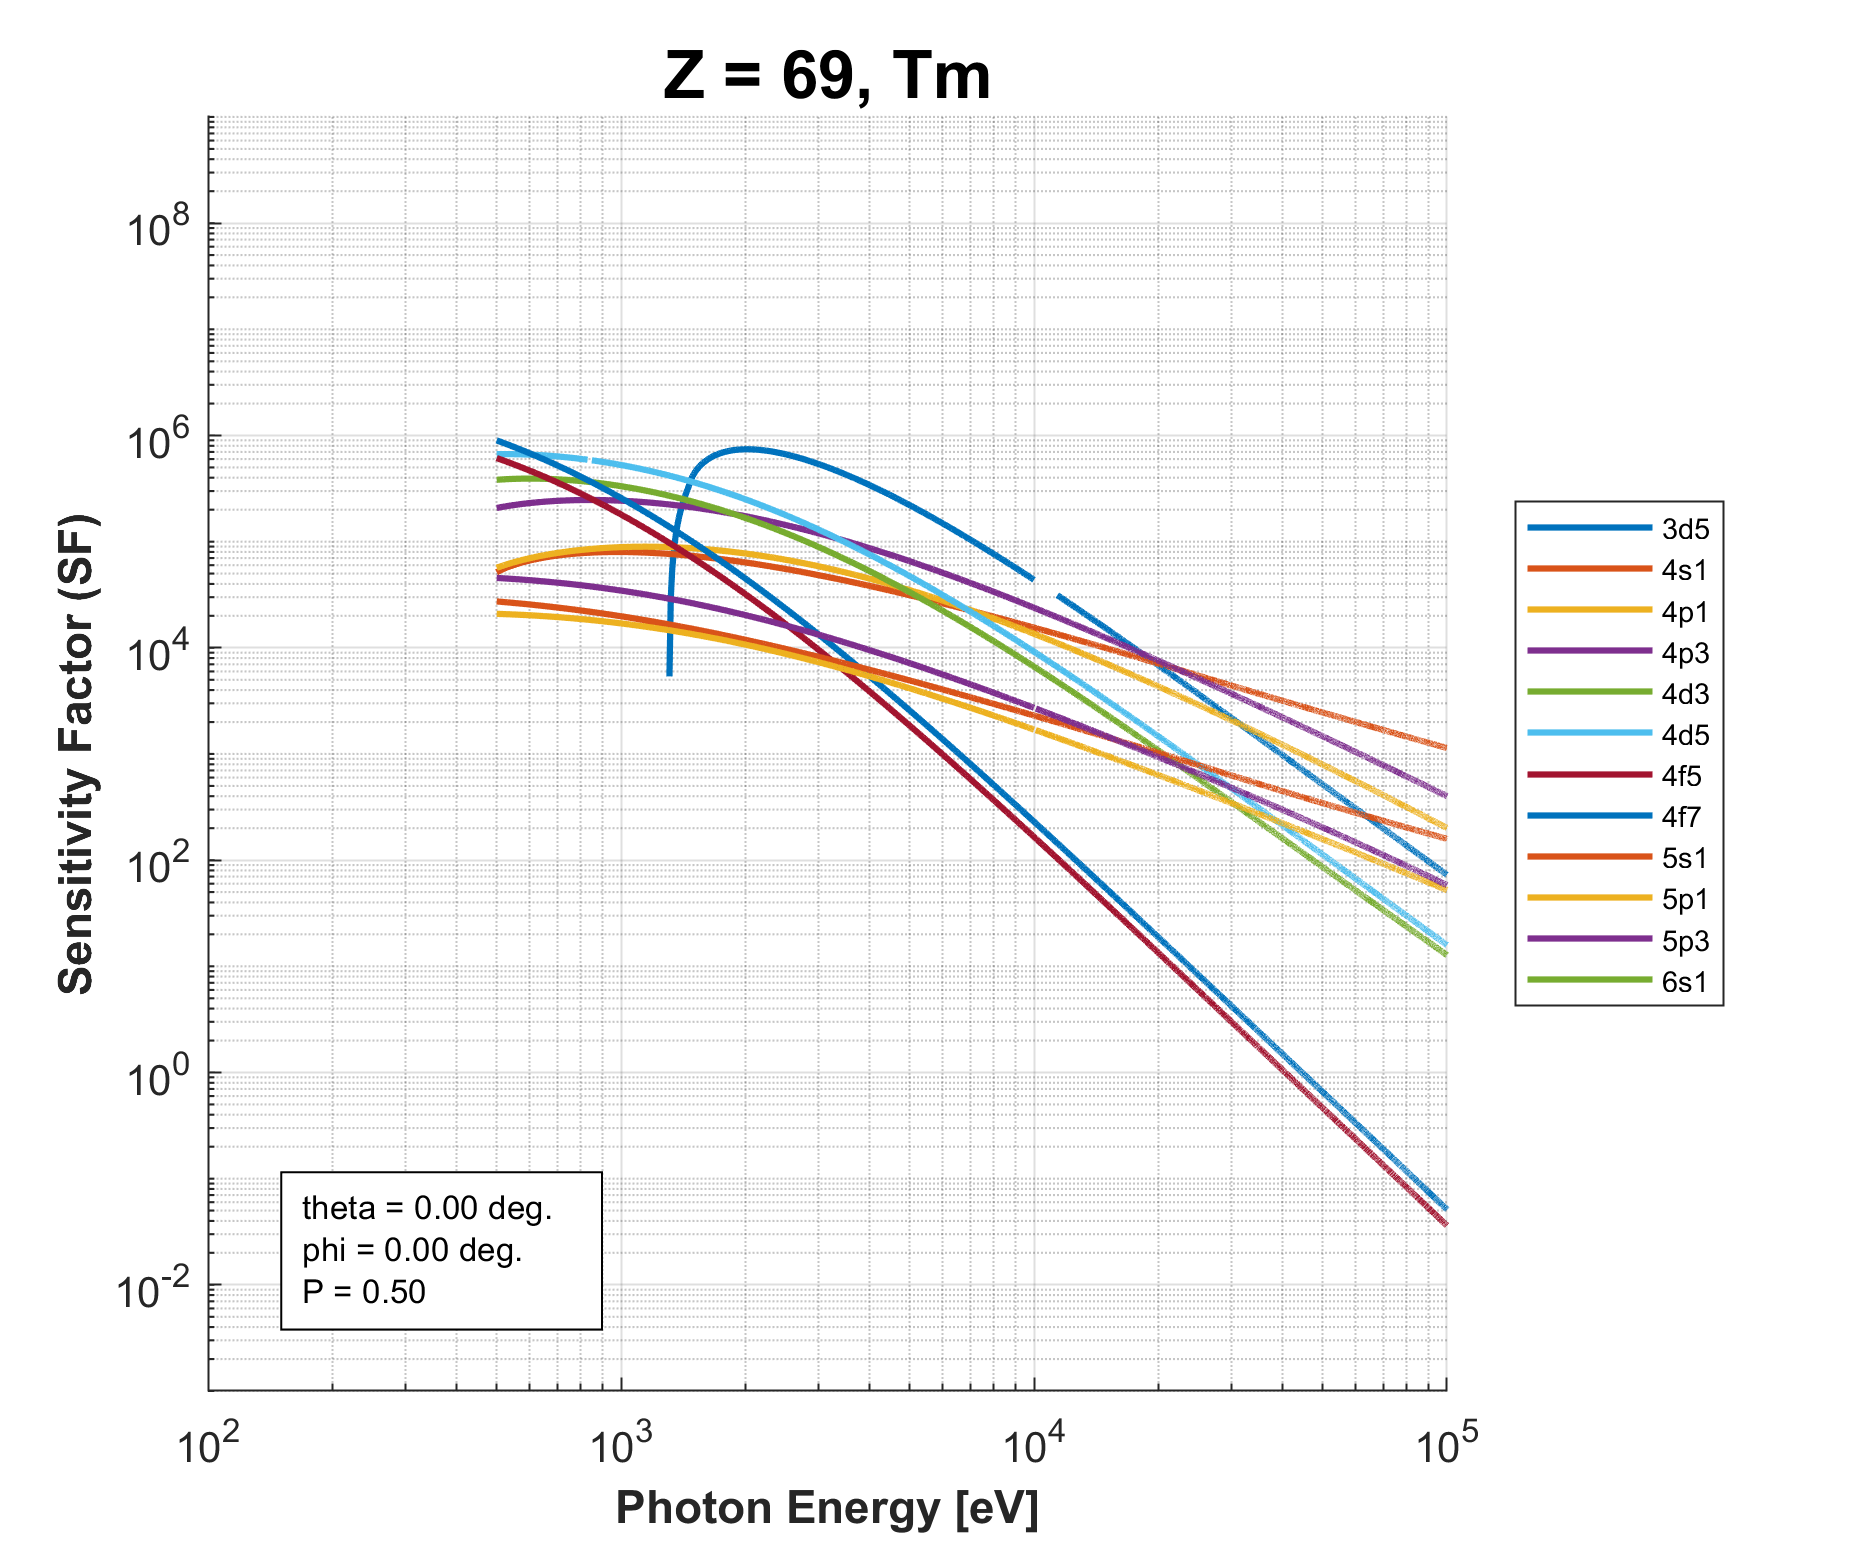 Z = 69, Tm
Sensitivity Factor (SF)
10^8
10^6
10^4
10^2
10^0
10^-2
theta = 0.00 deg.
phi = 0.00 deg.
P = 0.50
10^2
10^3
10^4
10^5
Photon Energy [eV]
3d5
4s1
4p1
4p3
4d3
4d5
4f5
4f7
5s1
5p1
5p3
6s1